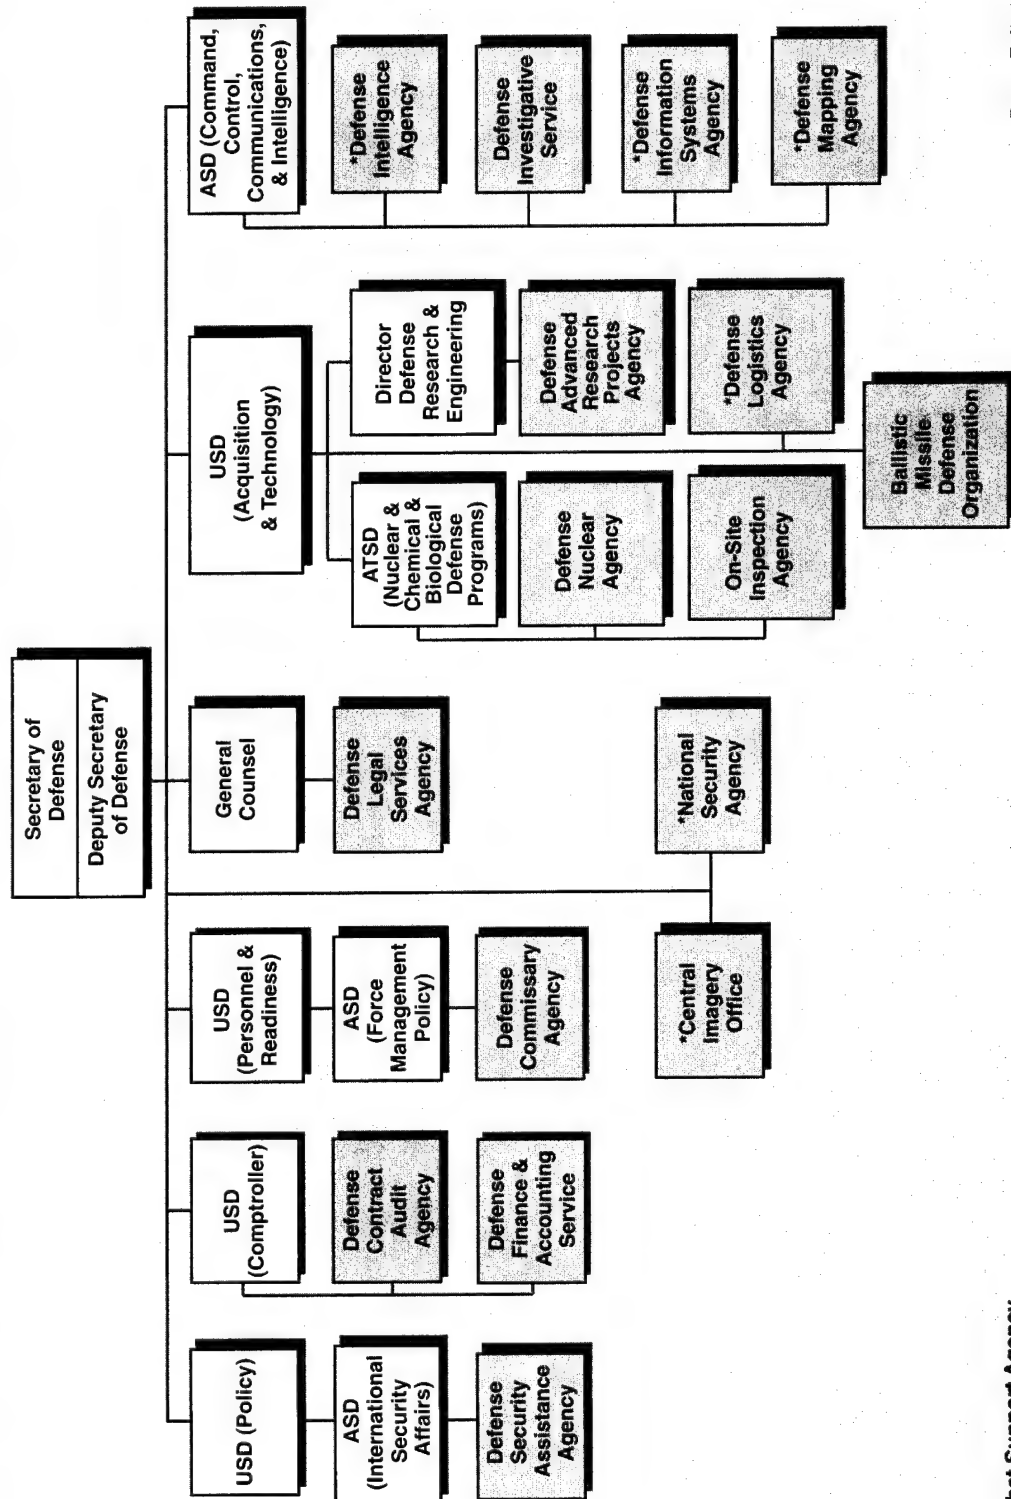 Secretary of
Defense
Deputy Secretary
of Defense
USD (Policy)
ASD
(International
Security
Affairs)
Defense
Security
Assistance
Agency
USD
(Comptroller)
Defense
Contract
Audit
Agency
Defense
Finance &
Accounting
Service
USD
(Personnel &
Readiness)
ASD
(Force
Management
Policy)
Defense
Commissary
Agency
*Central
Imagery
Office
*National
Security
Agency
General
Counsel
Defense
Legal
Services
Agency
USD
(Acquisition
& Technology)
ATSD
(Nuclear &
Chemical &
Biological
Defense
Programs)
Defense
Nuclear
Agency
On-Site
Inspection
Agency
Director
Defense
Research &
Engineering
Defense
Advanced
Research
Projects
Agency
*Defense
Logistics
Agency
Ballistic
Missile
Defense
Organization
ASD (Command,
Control,
Communications,
& Intelligence)
*Defense
Intelligence
Agency
Defense
Investigative
Service
*Defense
Information
Systems
Agency
*Defense
Mapping
Agency
Support Agency